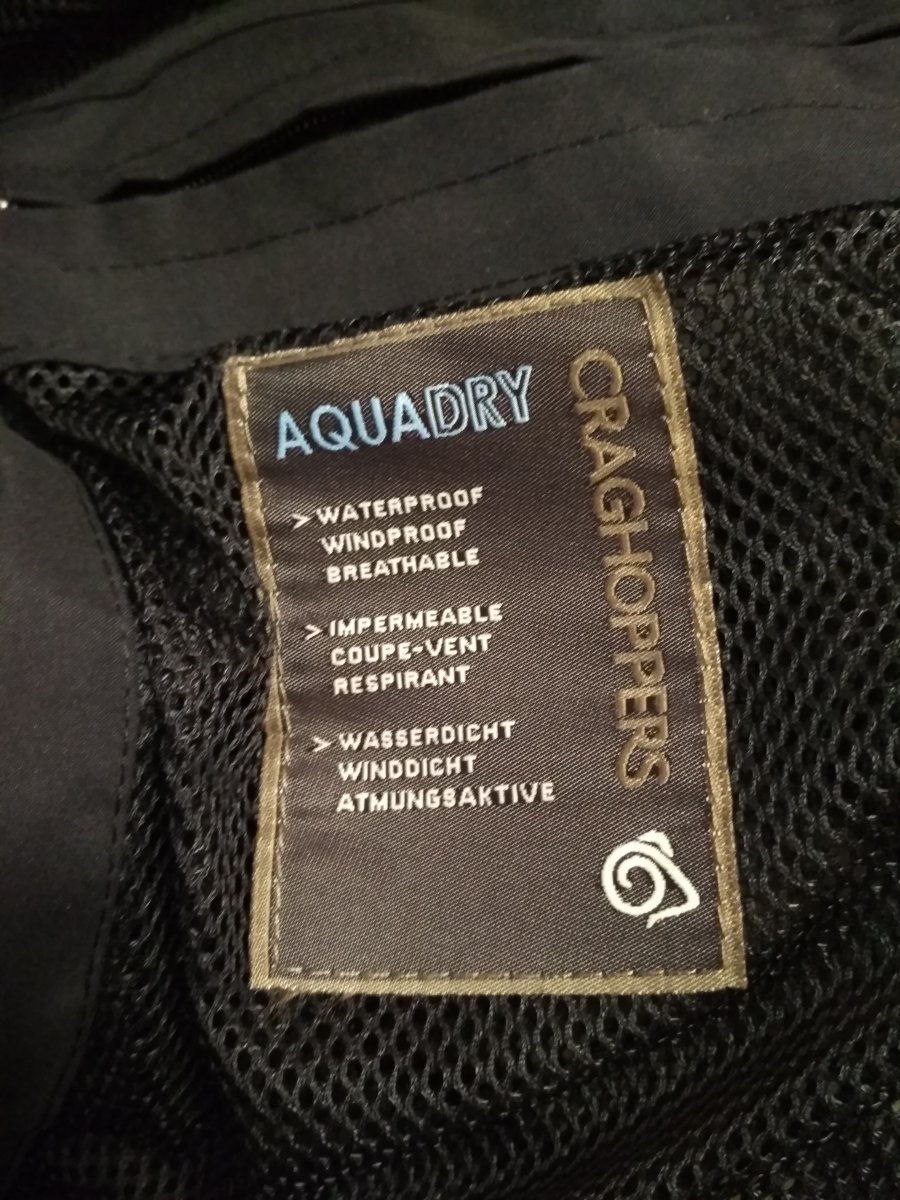 AQUADRY
> WATERPROOF
WINDPROOF
BREATHABLE
> IMPERMEABLE
COUPE-VENT
RESPIRANT
> WASSERDICHT
WINDDICHT
ATMUNGSAKTIVE
CRAGHOPPERS